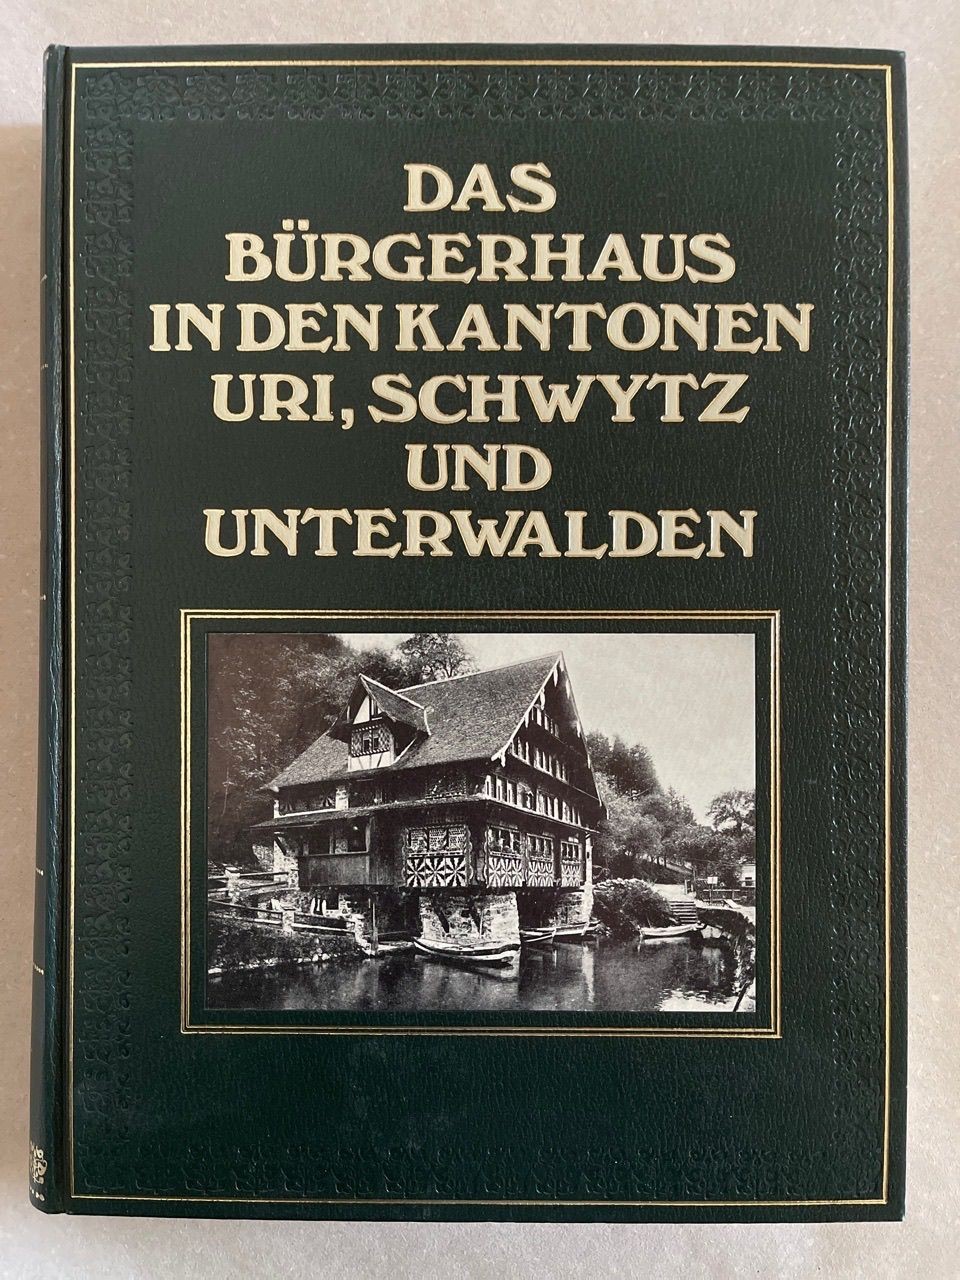 DAS
BÜRGERHAUS
IN DEN KANTONEN
URI, SCHWYTZ
UND
UNTERWALDEN